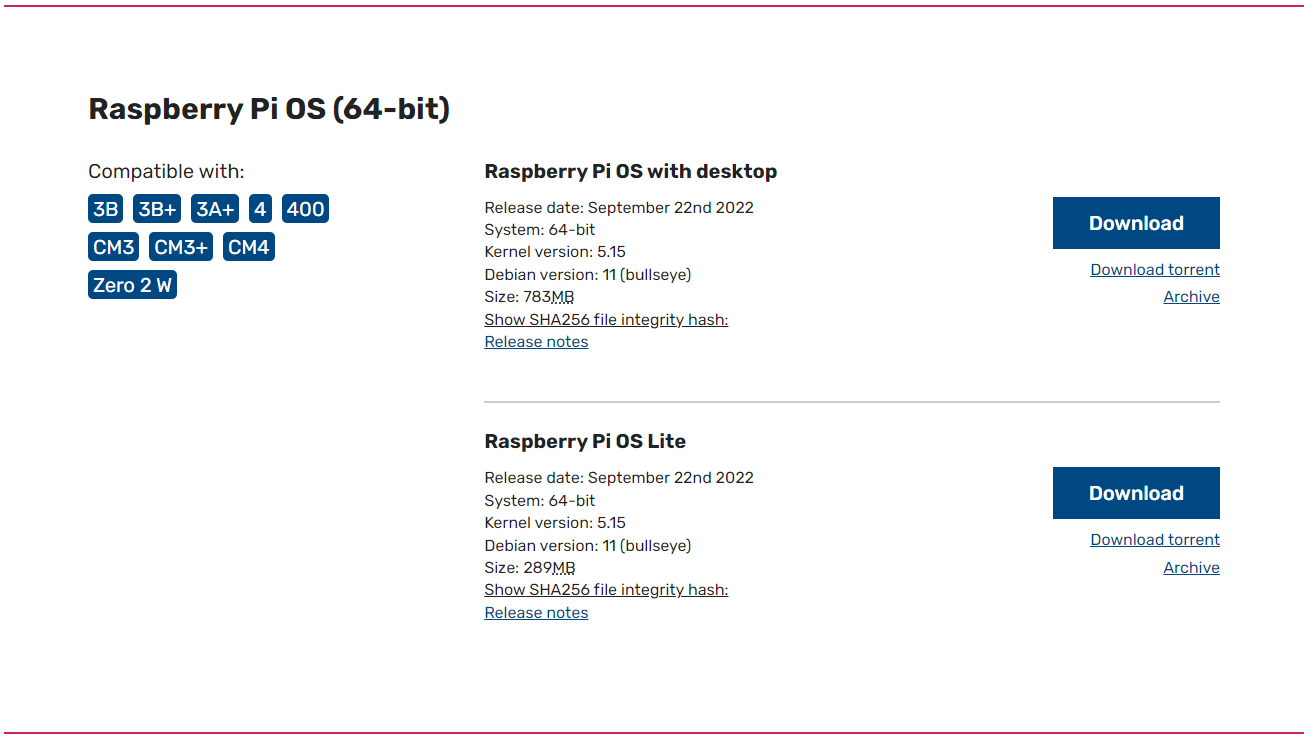 Raspberry Pi OS (64-bit)
Compatible with:
3B 3B+ 3A+ 4 400
CM3 CM3+ CM4
Zero 2 W
Raspberry Pi OS with desktop
Release date: September 22nd 2022
System: 64-bit
Kernel version: 5.15
Debian version: 11 (bullseye)
Size: 783MB
Show SHA256 file integrity hash:
Release notes
Download
Download torrent
Archive
Raspberry Pi OS Lite
Release date: September 22nd 2022
System: 64-bit
Kernel version: 5.15
Debian version: 11 (bullseye)
Size: 289MB
Show SHA256 file integrity hash:
Release notes
Download
Download torrent
Archive